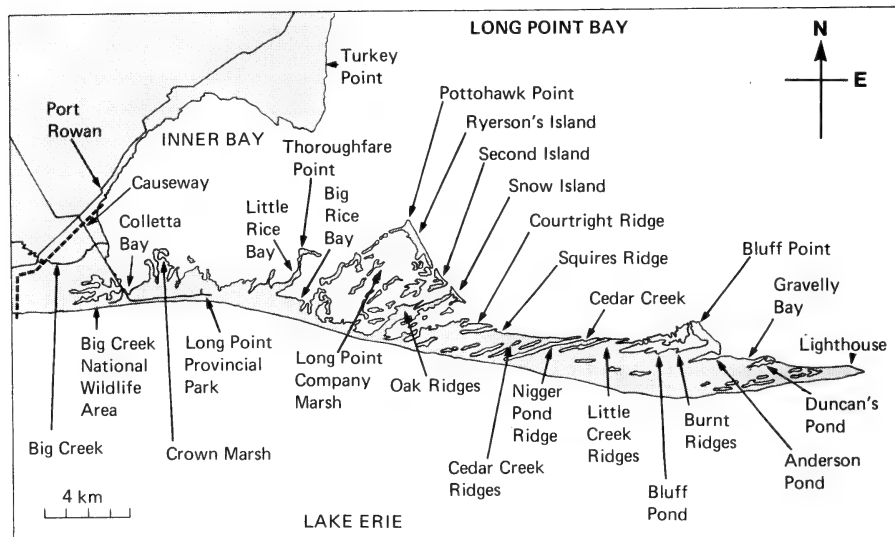 LONG POINT BAY
N
E
Turkey
Point
Pottohawk Point
Ryerson's Island
Second Island
Snow Island
Courtright Ridge
Squires Ridge
Cedar Creek
Bluff Point
Gravelly
Bay
Lighthouse
Port
Rowan
INNER BAY
Thoroughfare
Point
Causeway
Colletta
Bay
Little
Rice
Bay
Big
Rice
Bay
Big Creek
National
Wildlife
Area
Long Point
Provincial
Park
Long Point
Company
Marsh
Oak Ridges
Nigger
Pond
Ridge
Little
Creek
Ridges
Burnt
Ridges
Duncan's
Pond
Anderson
Pond
Big Creek
Crown Marsh
Cedar Creek
Ridges
Bluff
Pond
4 km
LAKE ERIE